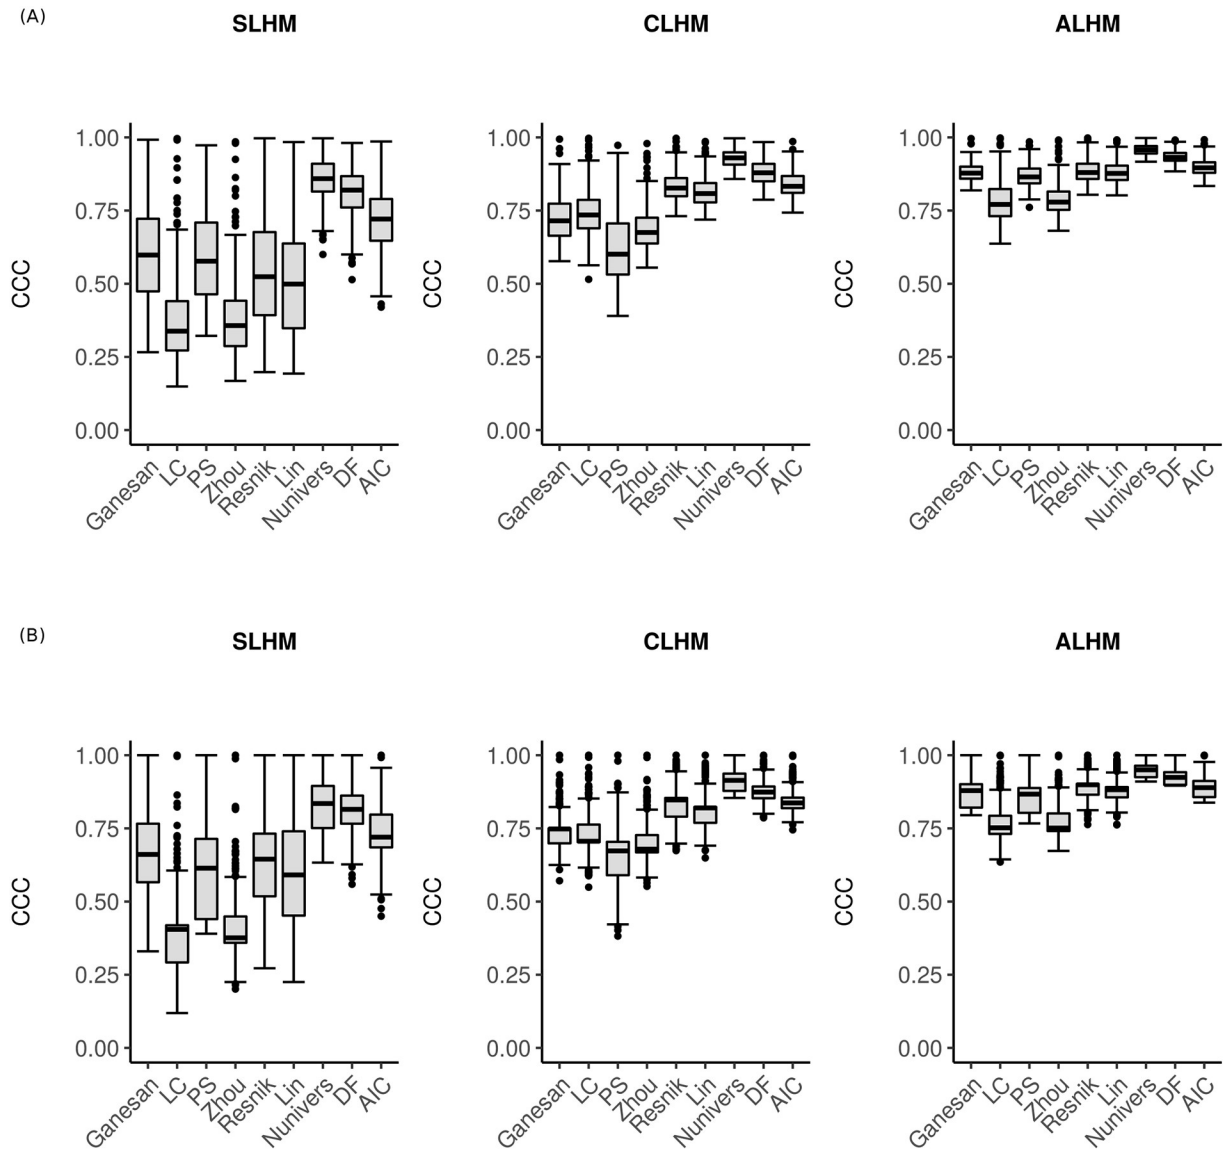 (A)
SLHM CLHM ALHM
1.00 1.00 1.00
0.75 0.75 0.75
CCC CCC CCC
0.50 0.50 0.50
0.25 0.25 0.25
0.00 0.00 0.00
Ganesan LC PS Zhou Resnik Lin Nunivers DF AIC Ganesan LC PS Zhou Resnik Lin Nunivers DF AIC Ganesan LC PS Zhou Resnik Lin Nunivers DF AIC
(B)
SLHM CLHM ALHM
1.00 1.00 1.00
0.75 0.75 0.75
CCC CCC CCC
0.50 0.50 0.50
0.25 0.25 0.25
0.00 0.00 0.00
Ganesan LC PS Zhou Resnik Lin Nunivers DF AIC Ganesan LC PS Zhou Resnik Lin Nunivers DF AIC Ganesan LC PS Zhou Resnik Lin Nunivers DF AIC